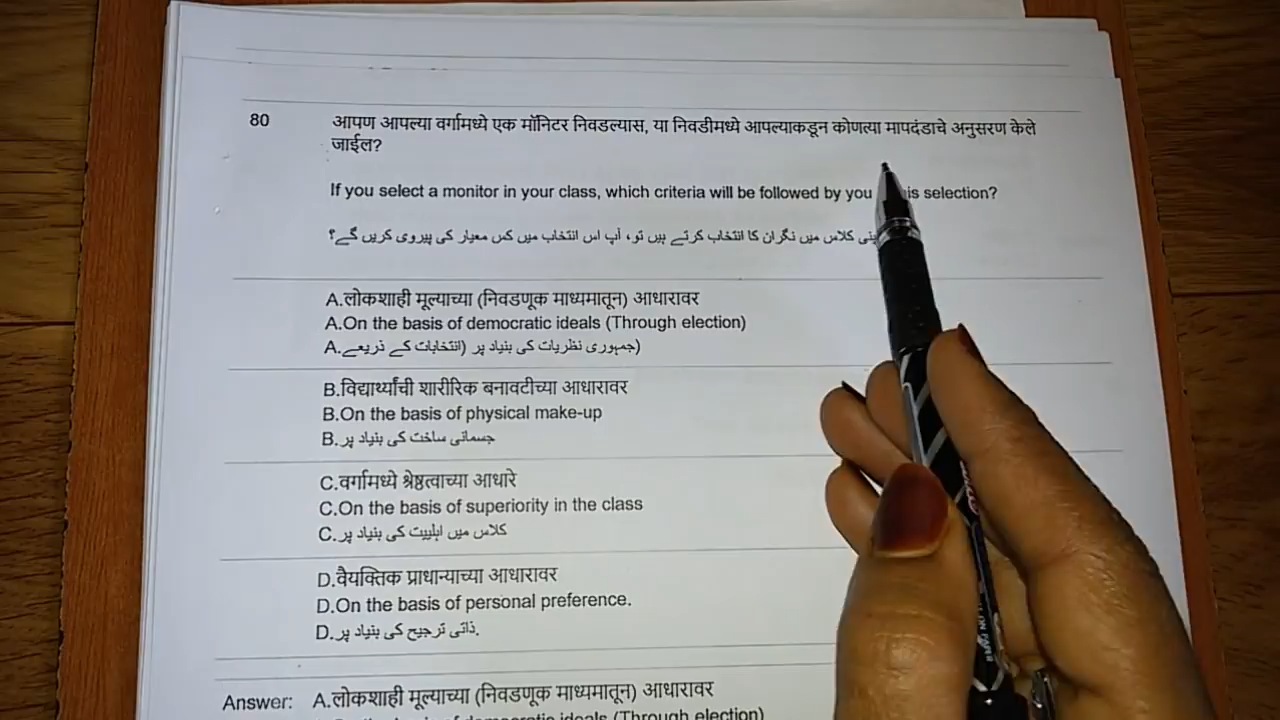 80
आपण आपल्या वर्गामध्ये एक मॉनिटर निवडल्यास, या निवडीमध्ये आपल्याकडून कोणत्या मापदंडाचे अनुसरण केले
जाईल?
If you select a monitor in your class, which criteria will be followed by you selection?
کلاس میں نگران کا انتخاب کرتے ہیں تو، آپ اس انتخاب میں کس معیار کی پیروی کریں گے؟
A.लोकशाही मूल्याच्या (निवडणूक माध्यमातून) आधारावर
A.On the basis of democratic ideals (Through election)
A.جمہوری نظریات کی بنیاد پر (انتخابات کے ذریعے)
B.विद्यार्थ्यांची शारीरिक बनावटीच्या आधारावर
B.On the basis of physical make-up
B.جسمانی ساخت کی بنیاد پر
C.वर्गामध्ये श्रेष्ठत्वाच्या आधारे
C.On the basis of superiority in the class
C.کلاس میں اہلیت کی بنیاد پر
D.वैयक्तिक प्राधान्याच्या आधारावर
D.On the basis of personal preference.
D.ذاتی ترجیح کی بنیاد پر.
Answer: A.लोकशाही मूल्याच्या (निवडणूक माध्यमातून) आधारावर
democratic ideals (Through election)